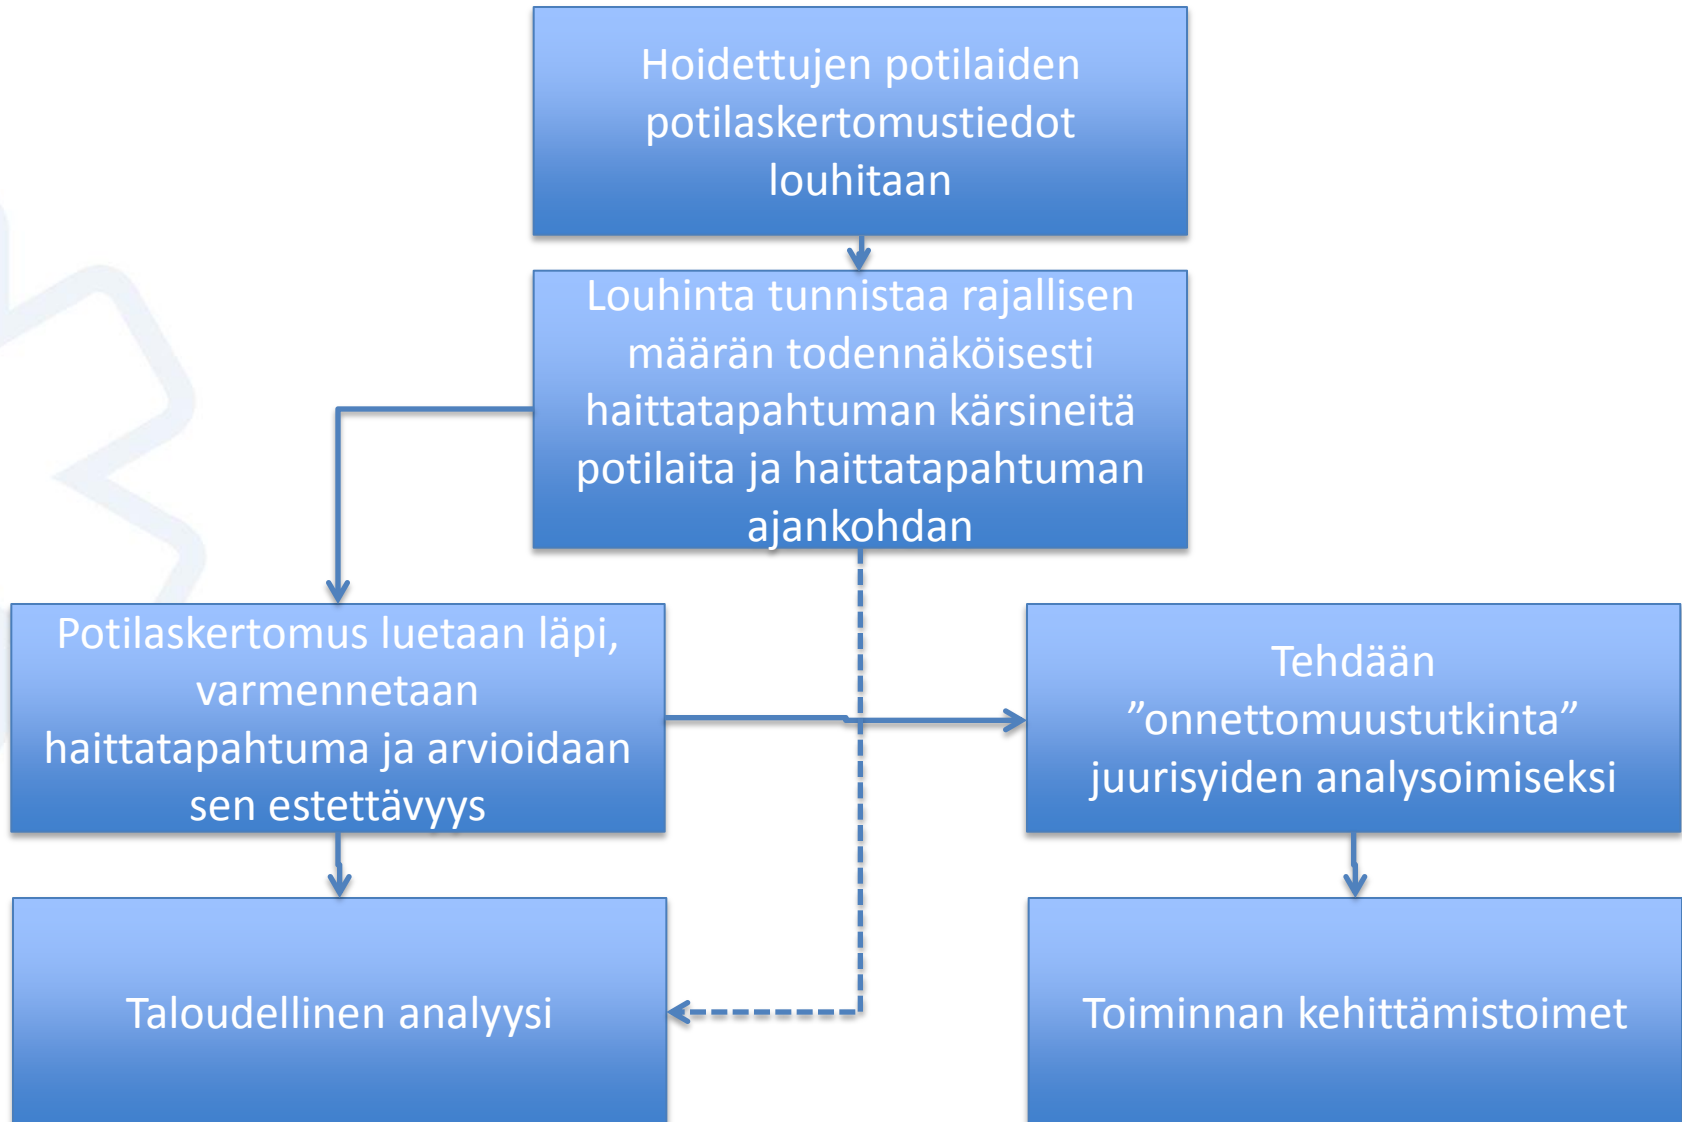 Hoidettujen potilaiden
potilaskertomustiedot
louhitaan
Louhinta tunnistaa rajallisen
määrän todennäköisesti
haittatapahtuman kärsineitä
potilaita ja haittatapahtuman
ajankohdan
Potilaskertomus luetaan läpi,
varmennetaan
haittatapahtuma ja arvioidaan
sen estettävyys
Tehdään
”onnettomuustutkinta”
juurisyiden analysoimiseksi
Taloudellinen analyysi
Toiminnan kehittämistoimet